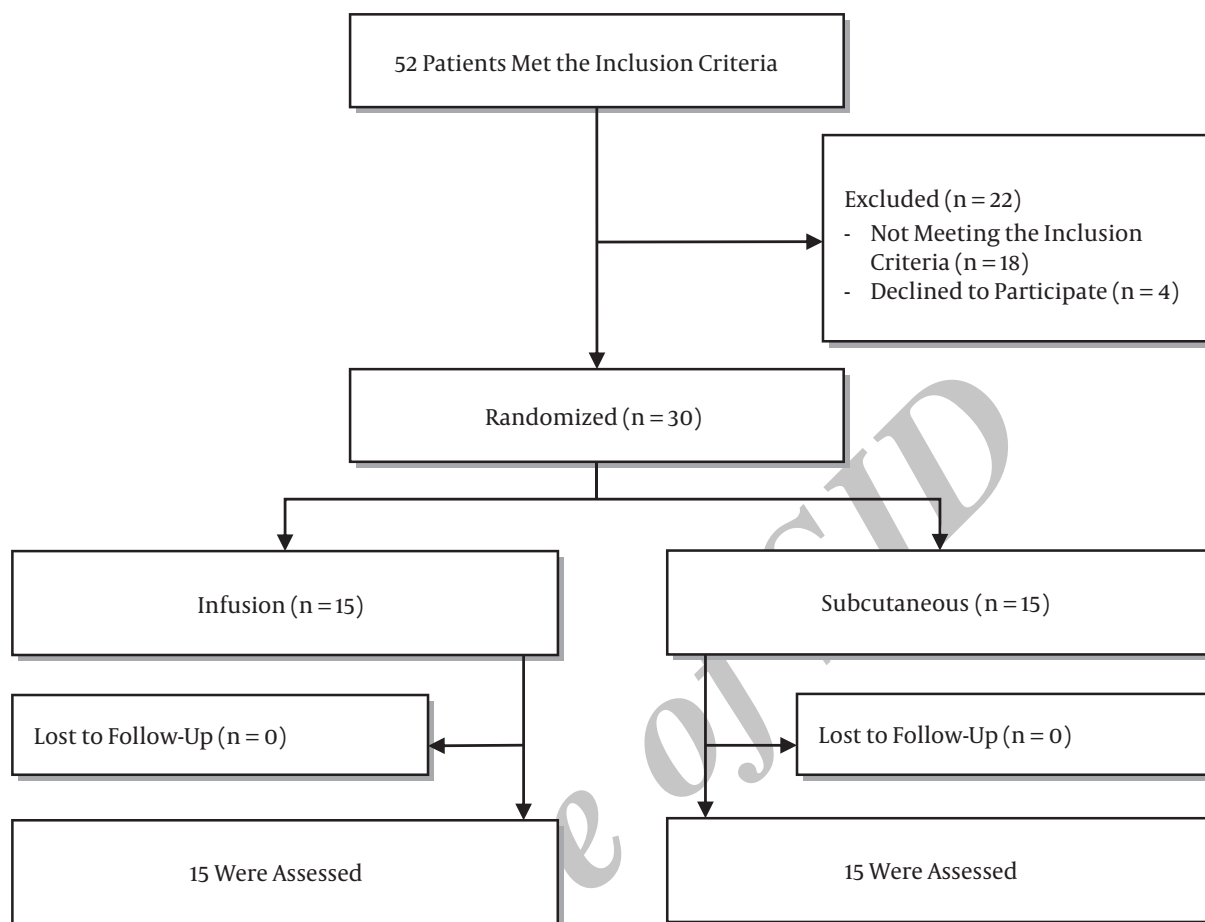 52 Patients Met the Inclusion Criteria
Excluded (n = 22)
- Not Meeting the Inclusion
Criteria (n = 18)
- Declined to Participate (n = 4)
Randomized (n = 30)
Infusion (n = 15)
Subcutaneous (n = 15)
Lost to Follow-Up (n = 0)
Lost to Follow-Up (n = 0)
15 Were Assessed
15 Were Assessed
of SID